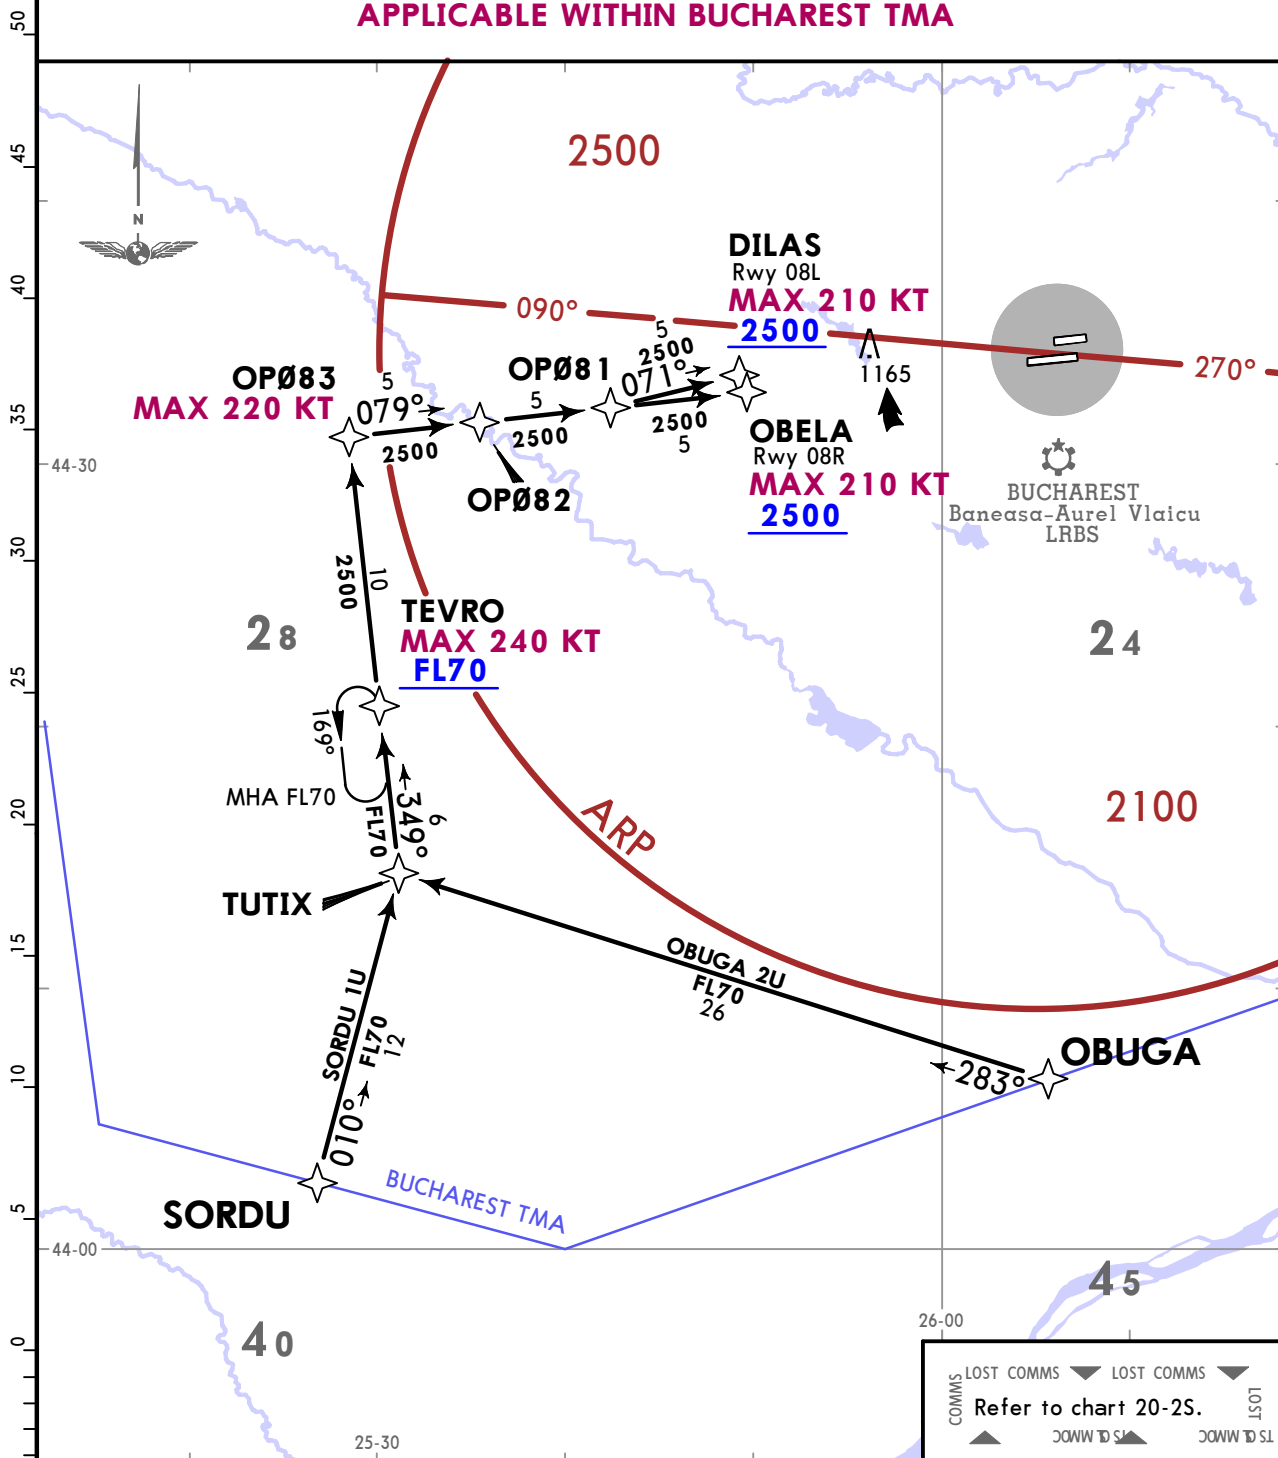 APPLICABLE WITHIN BUCHAREST TMA
50
45
40
35
30
25
20
15
10
5
0
N
2500
DILAS
Rwy 08L
MAX 210 KT
2500
090°
270°
1165
OPØ83
MAX 220 KT
5
079°
2500
OPØ81
5
2500
5
2500
071°
2500
5
OBELA
Rwy 08R
MAX 210 KT
2500
OPØ82
44-30
BUCHAREST
Baneasa-Aurel Vlaicu
LRBS
10
2500
28
24
TEVRO
MAX 240 KT
FL70
169°
MHA FL70
6
349°
FL70
ARP
2100
TUTIX
OBUGA 2U
FL70
26
SORDU 1U
FL70
12
010°
283°
OBUGA
SORDU
BUCHAREST TMA
44-00
45
40
26-00
25-30
LOST COMMS LOST COMMS
COMMS
Refer to chart 20-2S.
LOST